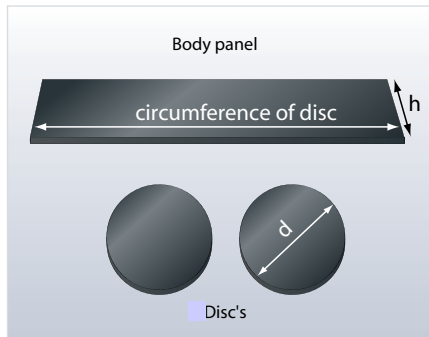 Body panel
h
circumference of disc
d
Disc's